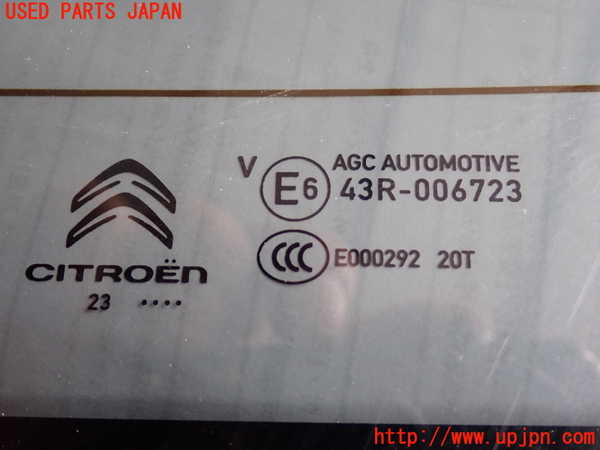 USED PARTS JAPAN
V E6 AGC AUTOMOTIVE
43R-006723
CCC E000292 20T
CITROËN
23 ....
http://www.upjpn.com/